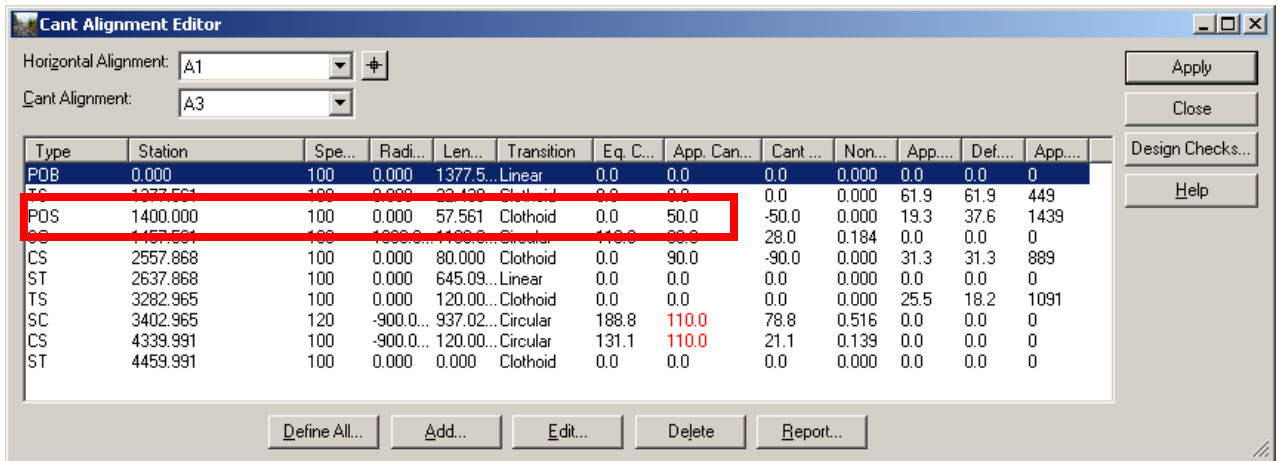 Cant Alignment Editor
Horizontal Alignment: A1
Cant Alignment: A3
Apply
Close
Design Checks...
Help
Type Station Spe... Radi... Len... Transition Eq. C... App. Can... Cant ... Non... App.... Def.... App....
POB 0.000 100 0.000 1377.5... Linear 0.0 0.0 0.0 0.000 0.0 0.0 0
TS 0.0 0.000 61.9 61.9 449
POS 1400.000 100 0.000 57.561 Clothoid 0.0 50.0 -50.0 0.000 19.3 37.6 1439
28.0 0.184 0.0 0.0 0
CS 2557.868 100 0.000 80.000 Clothoid 0.0 90.0 -90.0 0.000 31.3 31.3 889
ST 2637.868 100 0.000 645.09... Linear 0.0 0.0 0.0 0.000 0.0 0.0 0
TS 3282.965 100 0.000 120.00... Clothoid 0.0 0.0 0.0 0.000 25.5 18.2 1091
SC 3402.965 120 -900.0... 937.02... Circular 188.8 110.0 78.8 0.516 0.0 0.0 0
CS 4339.991 100 -900.0... 120.00... Circular 131.1 110.0 21.1 0.139 0.0 0.0 0
ST 4459.991 100 0.000 0.000 Clothoid 0.0 0.0 0.0 0.000 0.0 0.0 0
Define All... Add... Edit... Delete Report...